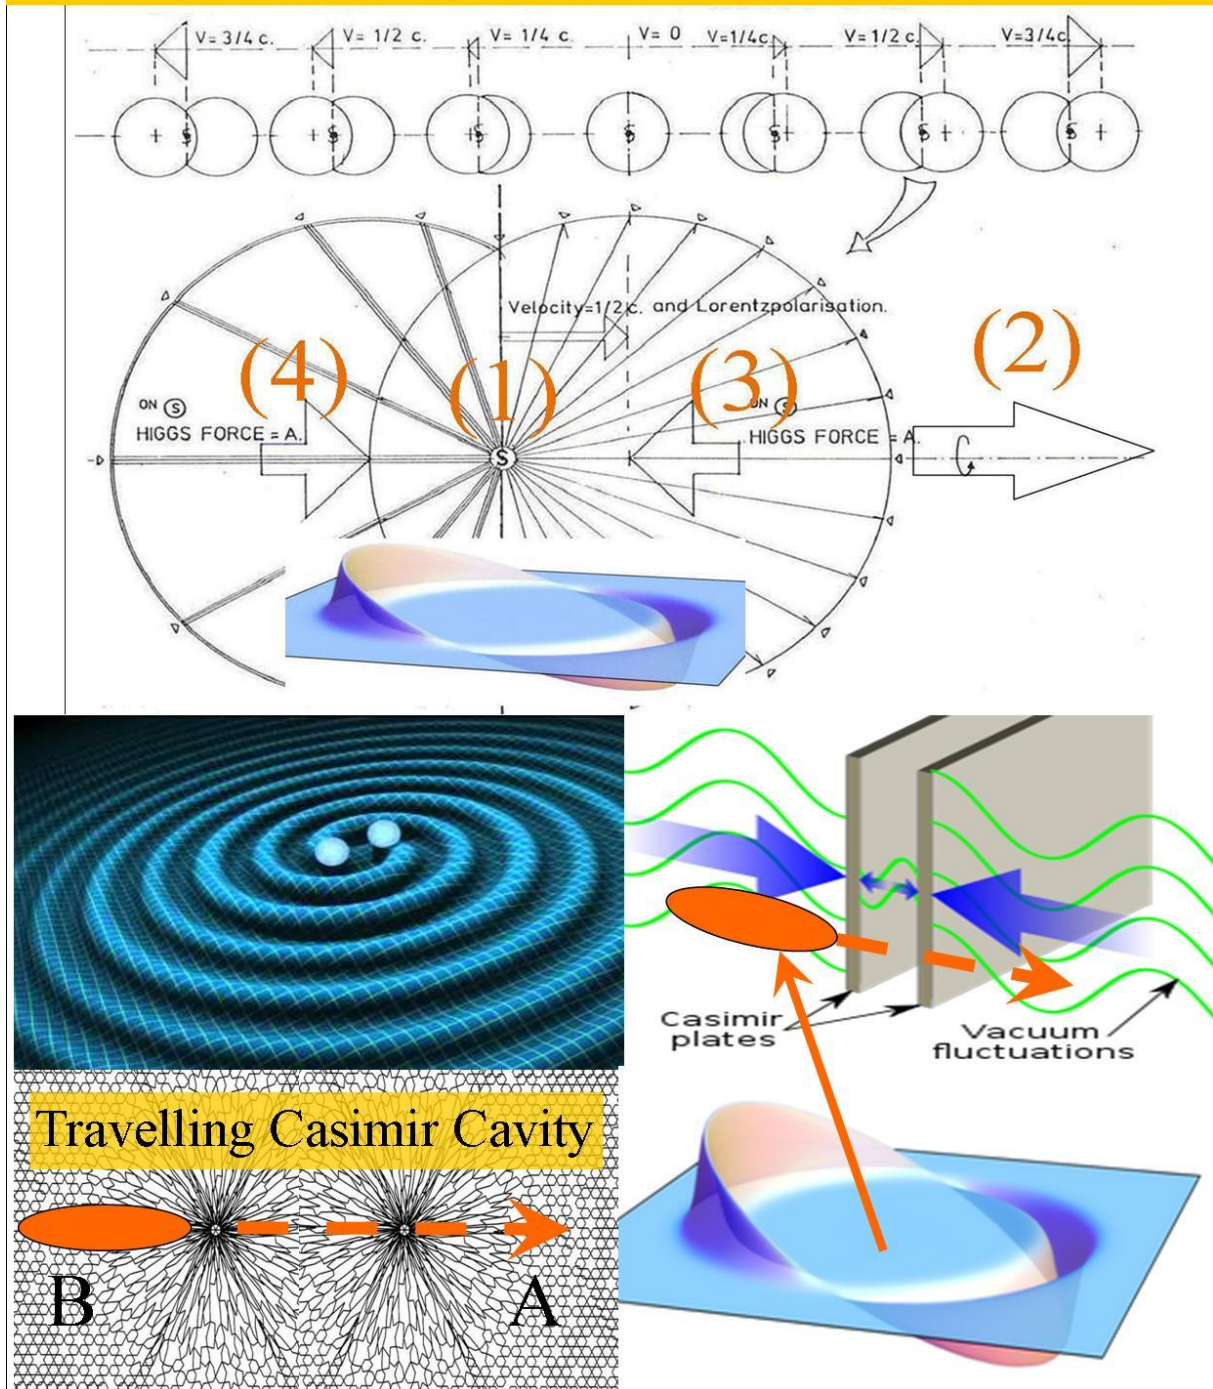 V= 3/4 c. V= 1/2 c. V= 1/4 c. V= 0 V=1/4c. V=1/2 c. V=3/4c
S S S S S S S
Velocity=1/2 c. and Lorentzpolarisation.
(4) (1) (3) (2)
ON S ON S
HIGGS FORCE = A. HIGGS FORCE = A.
S
Casimir
plates
Vacuum
fluctuations
Travelling Casimir Cavity
B A